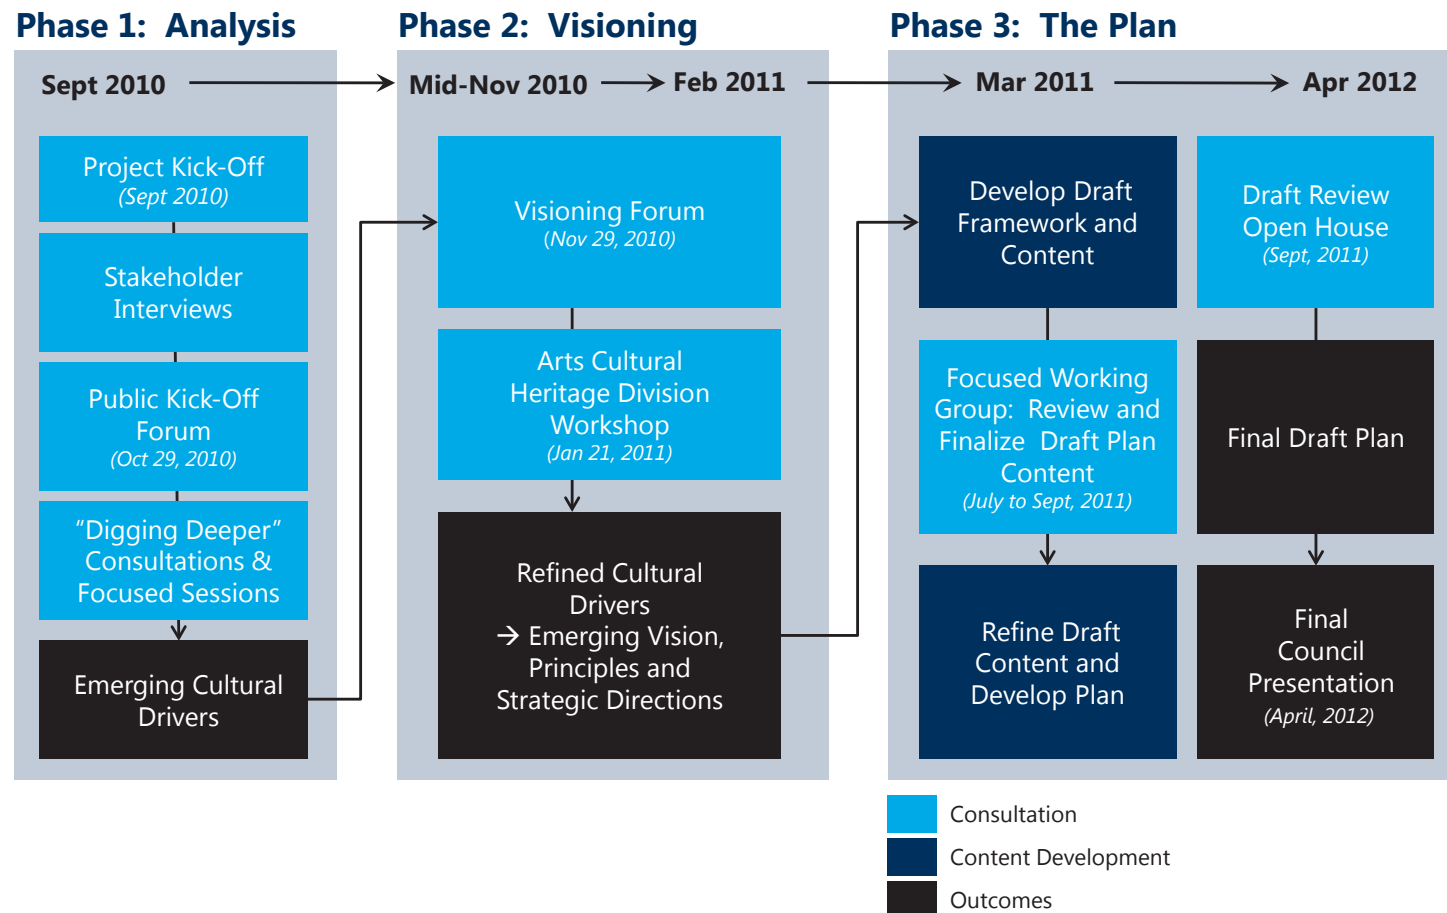 Phase 1:  Analysis
Sept 2010
Project Kick-Off
(Sept 2010)
Stakeholder
Interviews
Public Kick-Off
Forum
(Oct 29, 2010)
“Digging Deeper”
Consultations &
Focused Sessions
Emerging Cultural
Drivers
Phase 2:  Visioning
Mid-Nov 2010
Feb 2011
Visioning Forum
(Nov 29, 2010)
Arts Cultural
Heritage Division
Workshop
(Jan 21, 2011)
Refined Cultural
Drivers
→ Emerging Vision,
Principles and
Strategic Directions
Phase 3:  The Plan
Mar 2011
Apr 2012
Develop Draft
Framework and
Content
Focused Working
Group:  Review and
Finalize  Draft Plan
Content
(July to Sept, 2011)
Refine Draft
Content and
Develop Plan
Draft Review
Open House
(Sept, 2011)
Final Draft Plan
Final
Council
Presentation
(April, 2012)
Consultation
Content Development
Outcomes